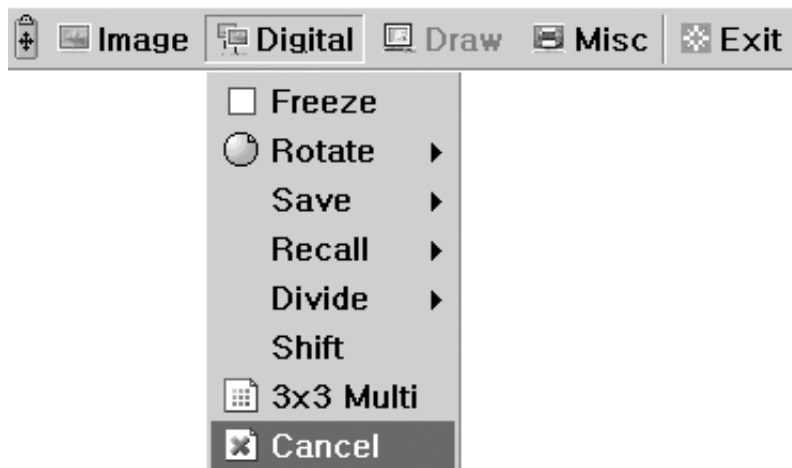 Image Digital Draw Misc Exit
Freeze
Rotate
Save
Recall
Divide
Shift
3x3 Multi
Cancel